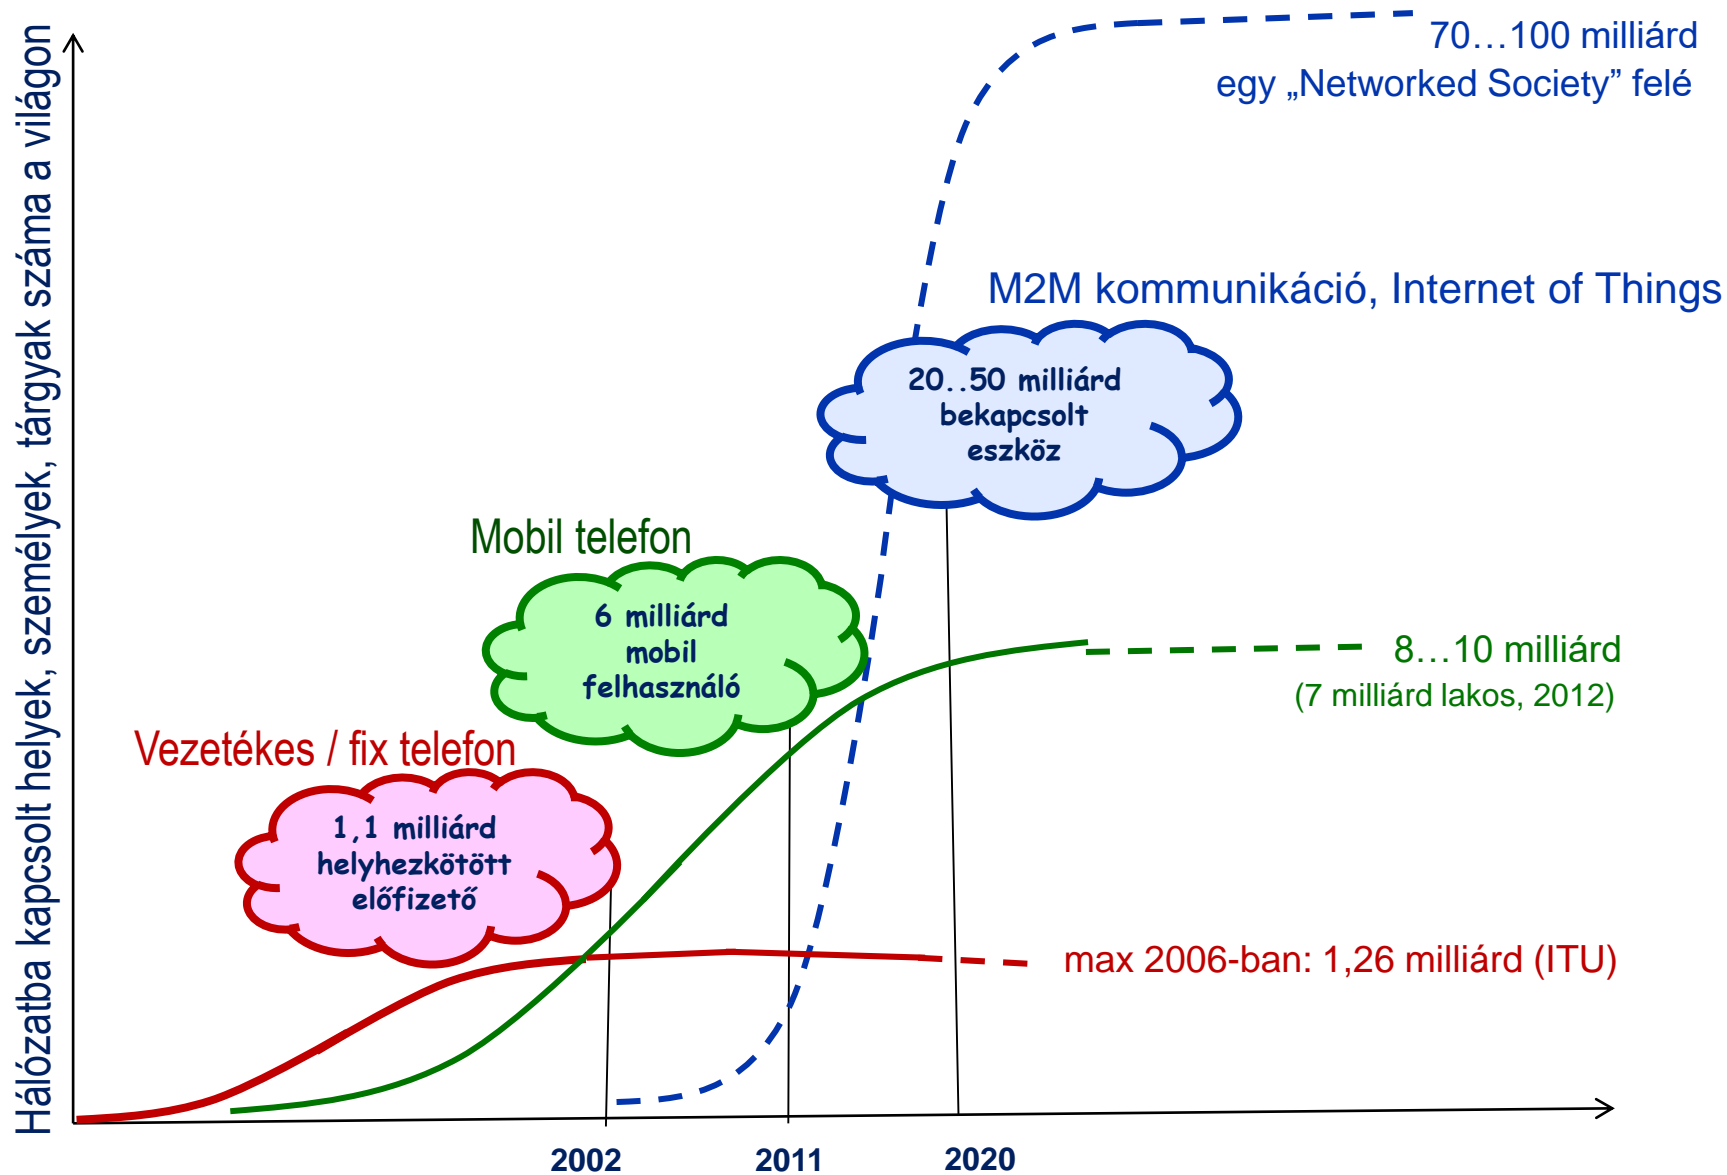 Hálózatba kapcsolt helyek, személyek, tárgyak száma a világon
70…100 milliárd
egy „Networked Society” felé
M2M kommunikáció, Internet of Things
20..50 milliárd
bekapcsolt
eszköz
Mobil telefon
6 milliárd
mobil
felhasználó
8…10 milliárd
(7 milliárd lakos, 2012)
Vezetékes / fix telefon
1,1 milliárd
helyhezkötött
előfizető
max 2006-ban: 1,26 milliárd (ITU)
2002
2011
2020